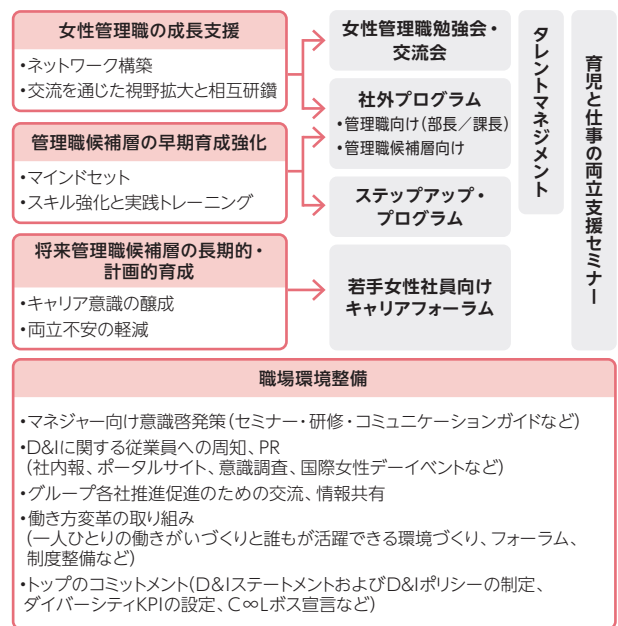 女性管理職の成長支援
・ネットワーク構築
・交流を通じた視野拡大と相互研鑽
管理職候補層の早期育成強化
・マインドセット
・スキル強化と実践トレーニング
将来管理職候補層の長期的・
計画的育成
・キャリア意識の醸成
・両立不安の軽減
女性管理職勉強会・
交流会
社外プログラム
・管理職向け(部長／課長)
・管理職候補層向け
ステップアップ・
プログラム
若手女性社員向け
キャリアフォーラム
タレントマネジメント
育児と仕事の両立支援セミナー
職場環境整備
・マネジャー向け意識啓発策(セミナー・研修・コミュニケーションガイドなど)
・D&Iに関する従業員への周知、PR
(社内報、ポータルサイト、意識調査、国際女性デーイベントなど)
・グループ各社推進促進のための交流、情報共有
・働き方変革の取り組み
(一人ひとりの働きがいづくりと誰もが活躍できる環境づくり、フォーラム、
制度整備など)
・トップのコミットメント(D&IステートメントおよびD&Iポリシーの制定、
ダイバーシティKPIの設定、C∞Lボス宣言など)